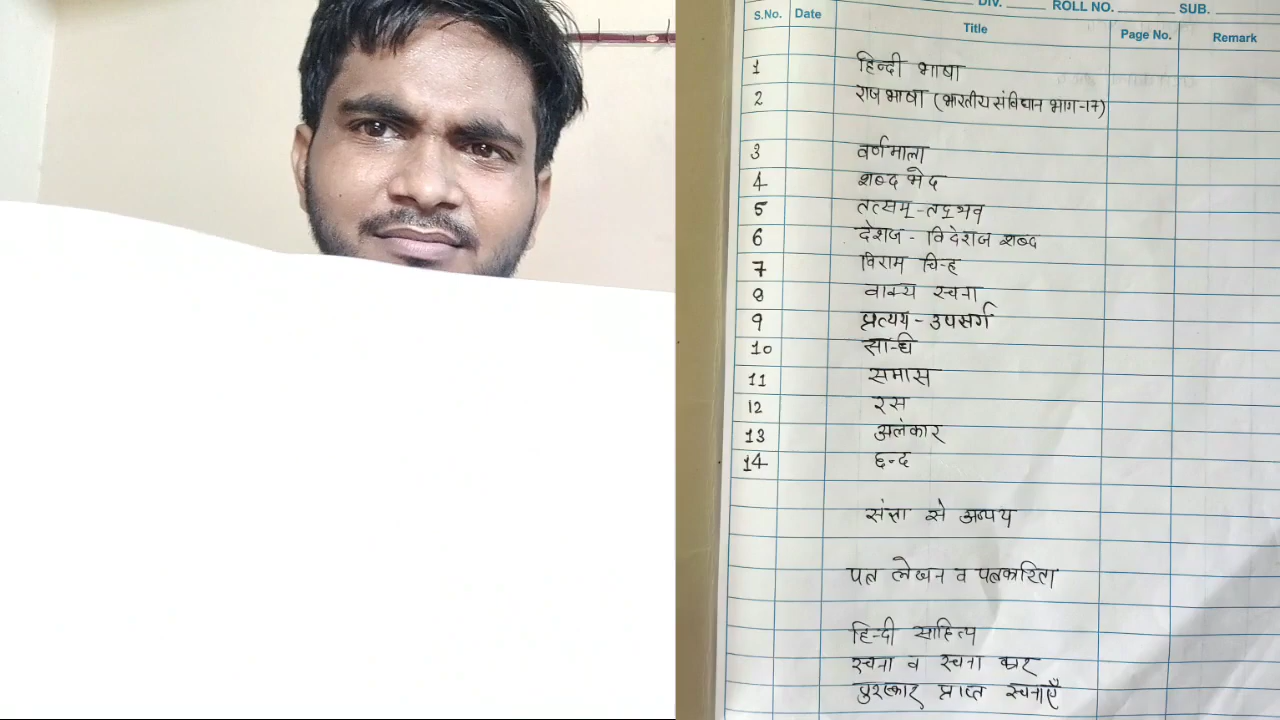 DIV. ROLL NO. SUB.
S.No. Date Title Page No. Remark
1 हिन्दी भाषा
2 राजभाषा (भारतीय संविधान भाग-17)
3 वर्णमाला
4 शब्द भेद
5 तत्सम्-तद्भव
6 देशज - विदेशज शब्द
7 विराम चिन्ह
8 वाक्य रचना
9 प्रत्यय - उपसर्ग
10 सन्धि
11 समास
12 रस
13 अलंकार
14 छन्द
संज्ञा से अव्यय
पत्र लेखन व पत्रकारिता
हिन्दी साहित्य
रचना व रचनाकार
पुरस्कार प्राप्त रचनाएँ